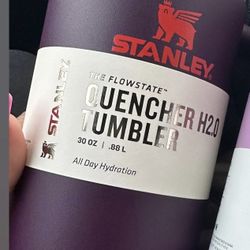 STANLEY
STANLEY
THE FLOWSTATE™
QUENCHER H2.0
TUMBLER
30 OZ | .88 L
All Day Hydration